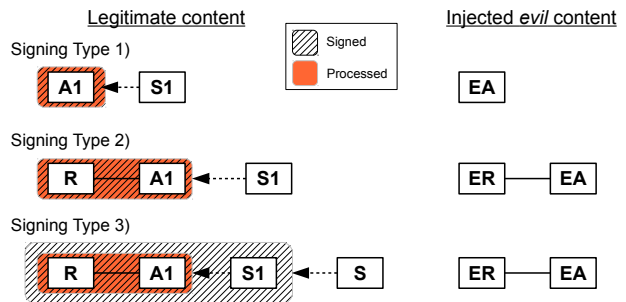 Legitimate content
Injected evil content
Signed
Processed
Signing Type 1)
A1 S1 EA
Signing Type 2)
R A1 S1 ER EA
Signing Type 3)
R A1 S1 S ER EA